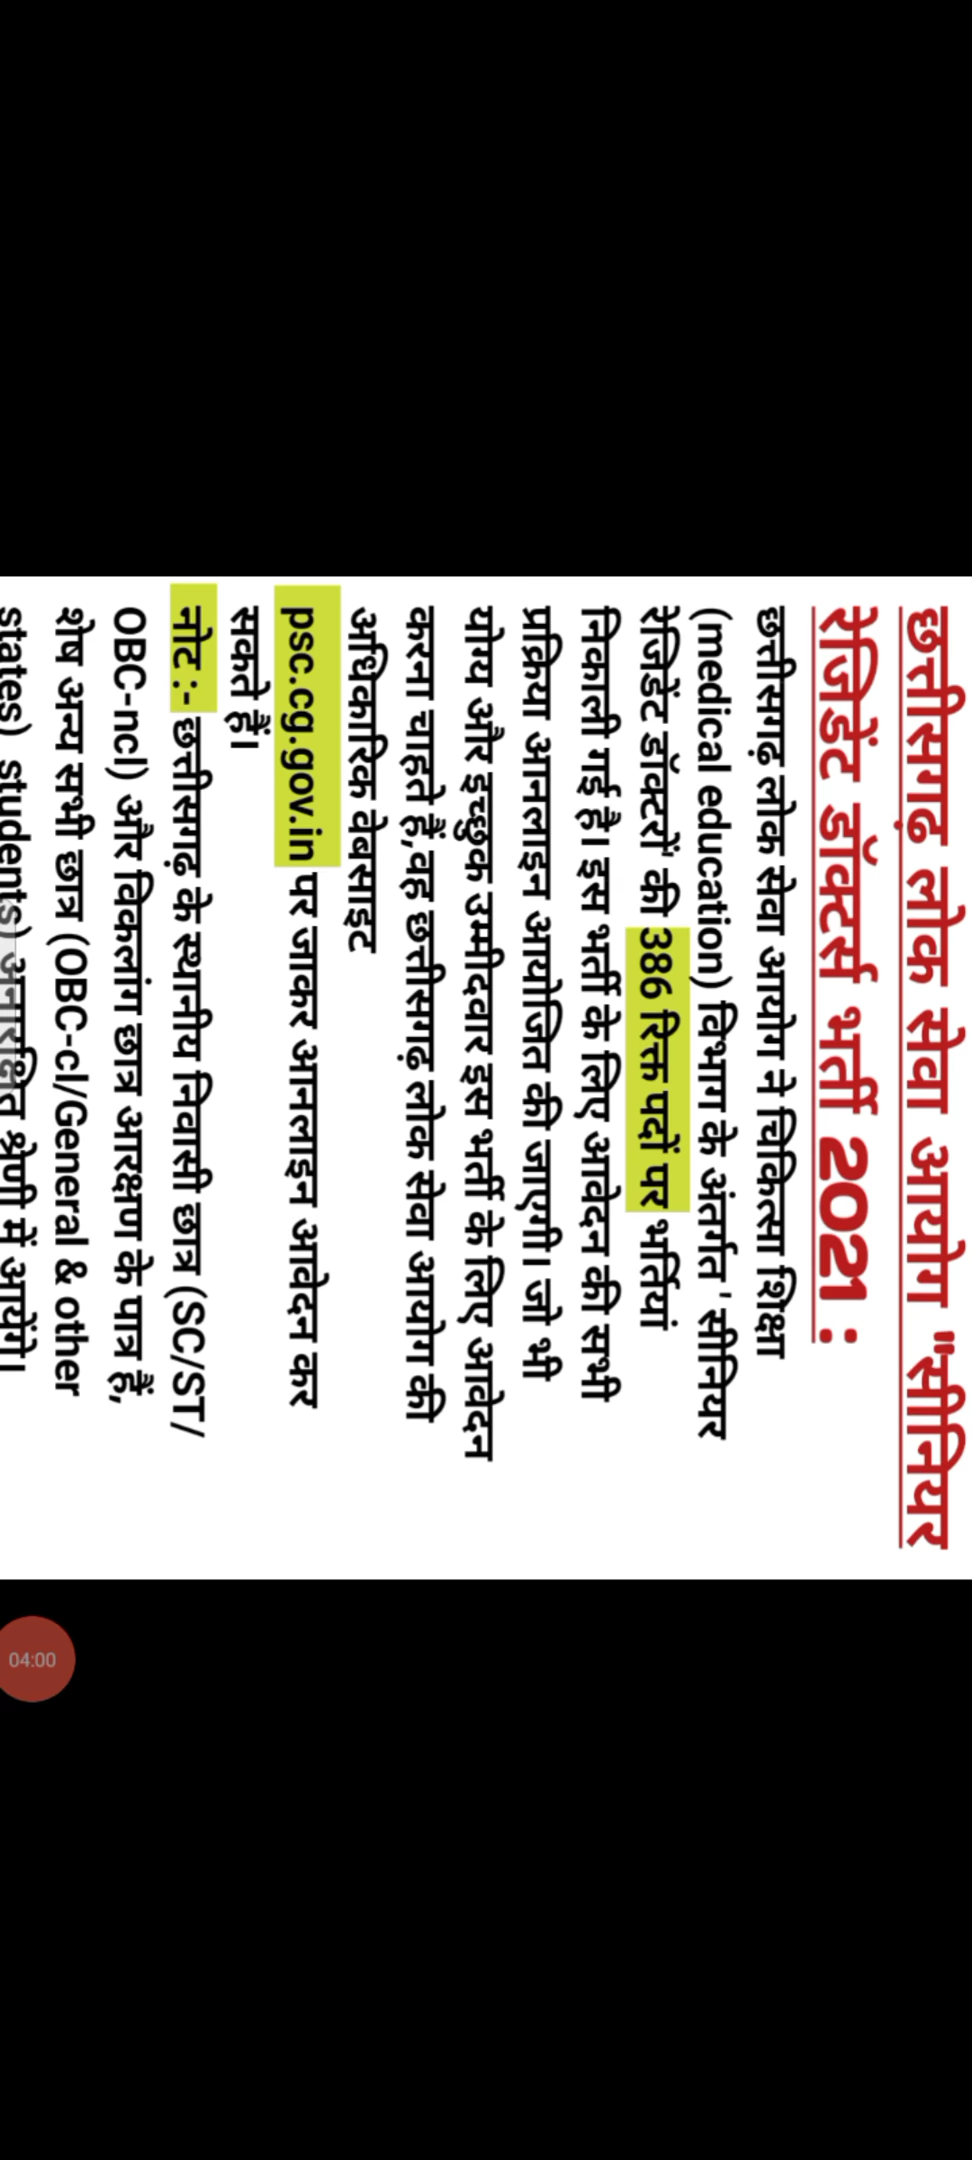 छत्तीसगढ़ लोक सेवा आयोग "सीनियर
रेजिडेंट डॉक्टर्स भर्ती 2021 :
छत्तीसगढ़ लोक सेवा आयोग ने चिकित्सा शिक्षा
(medical education) विभाग के अंतर्गत ' सीनियर
रेजिडेंट डॉक्टरों' की 386 रिक्त पदों पर भर्तियां
निकाली गई है। इस भर्ती के लिए आवेदन की सभी
प्रक्रिया आनलाइन आयोजित की जाएगी। जो भी
योग्य और इच्छुक उम्मीदवार इस भर्ती के लिए आवेदन
करना चाहते हैं,वह छत्तीसगढ़ लोक सेवा आयोग की
अधिकारिक वेबसाइट
psc.cg.gov.in पर जाकर आनलाइन आवेदन कर
सकते हैं।
नोट :- छत्तीसगढ़ के स्थानीय निवासी छात्र (SC/ST/
OBC-ncl) और विकलांग छात्र आरक्षण के पात्र हैं,
शेष अन्य सभी छात्र (OBC-cl/General & other
states) students) अनारक्षित श्रेणी में आयेंगे।
04:00